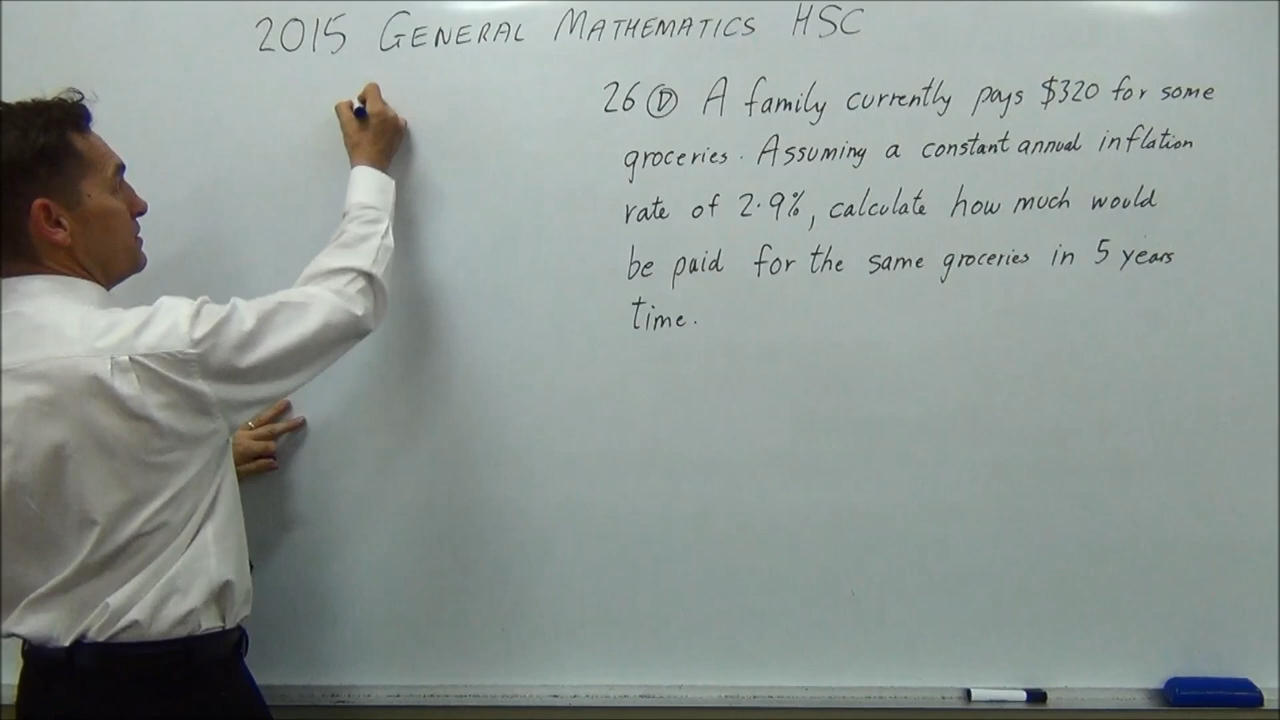 2015 GENERAL MATHEMATICS HSC
26 (D) A family currently pays $320 for some
groceries. Assuming a constant annual inflation
rate of 2.9%, calculate how much would
be paid for the same groceries in 5 years
time.